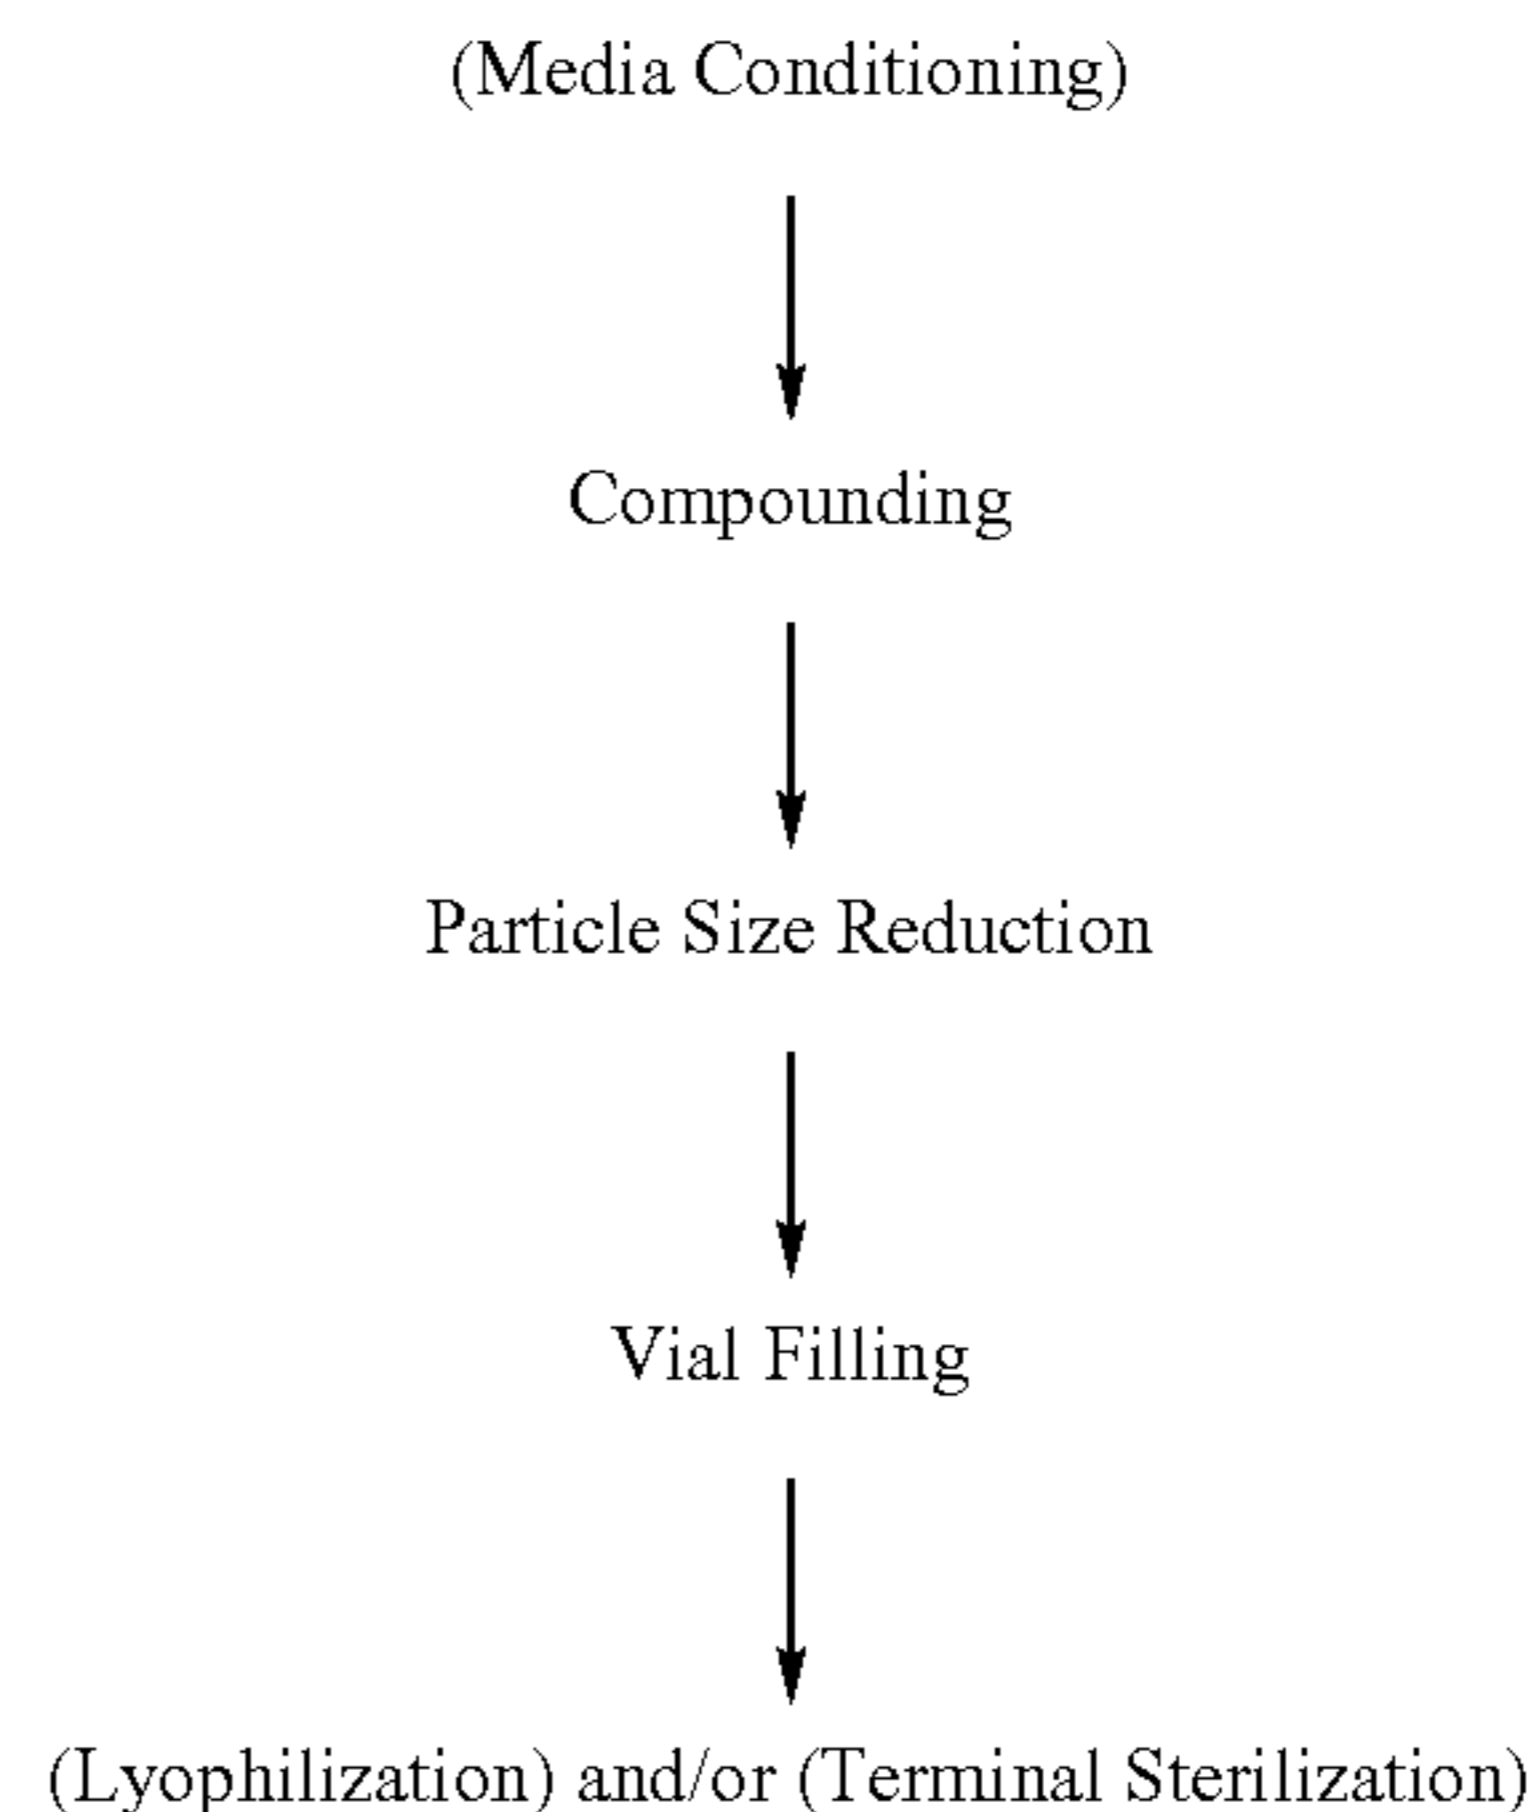 (Media Conditioning)
Compounding
Particle Size Reduction
Vial Filling
(Lyophilization) and/or (Terminal Sterilization)